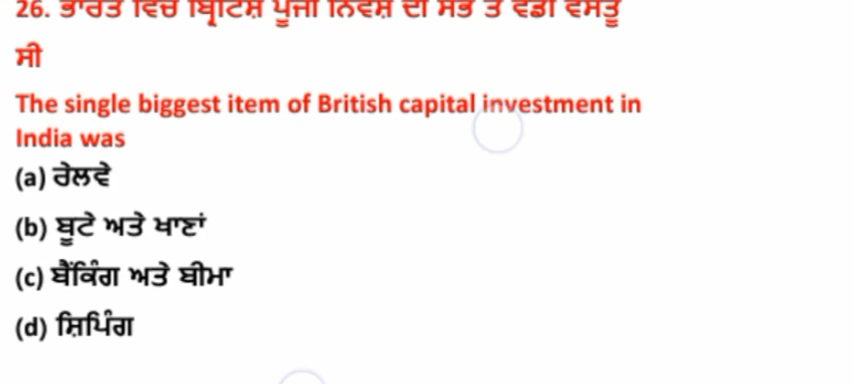 26. ਭਾਰਤ ਵਿੱਚ ਬ੍ਰਿਟਿਸ਼ ਪੂੰਜੀ ਨਿਵੇਸ਼ ਦੀ ਸਭ ਤੋਂ ਵੱਡੀ ਵਸਤੂ
ਸੀ
The single biggest item of British capital investment in
India was
(a) ਰੇਲਵੇ
(b) ਬੂਟੇ ਅਤੇ ਖਾਣਾਂ
(c) ਬੈਂਕਿੰਗ ਅਤੇ ਬੀਮਾ
(d) ਸ਼ਿਪਿੰਗ